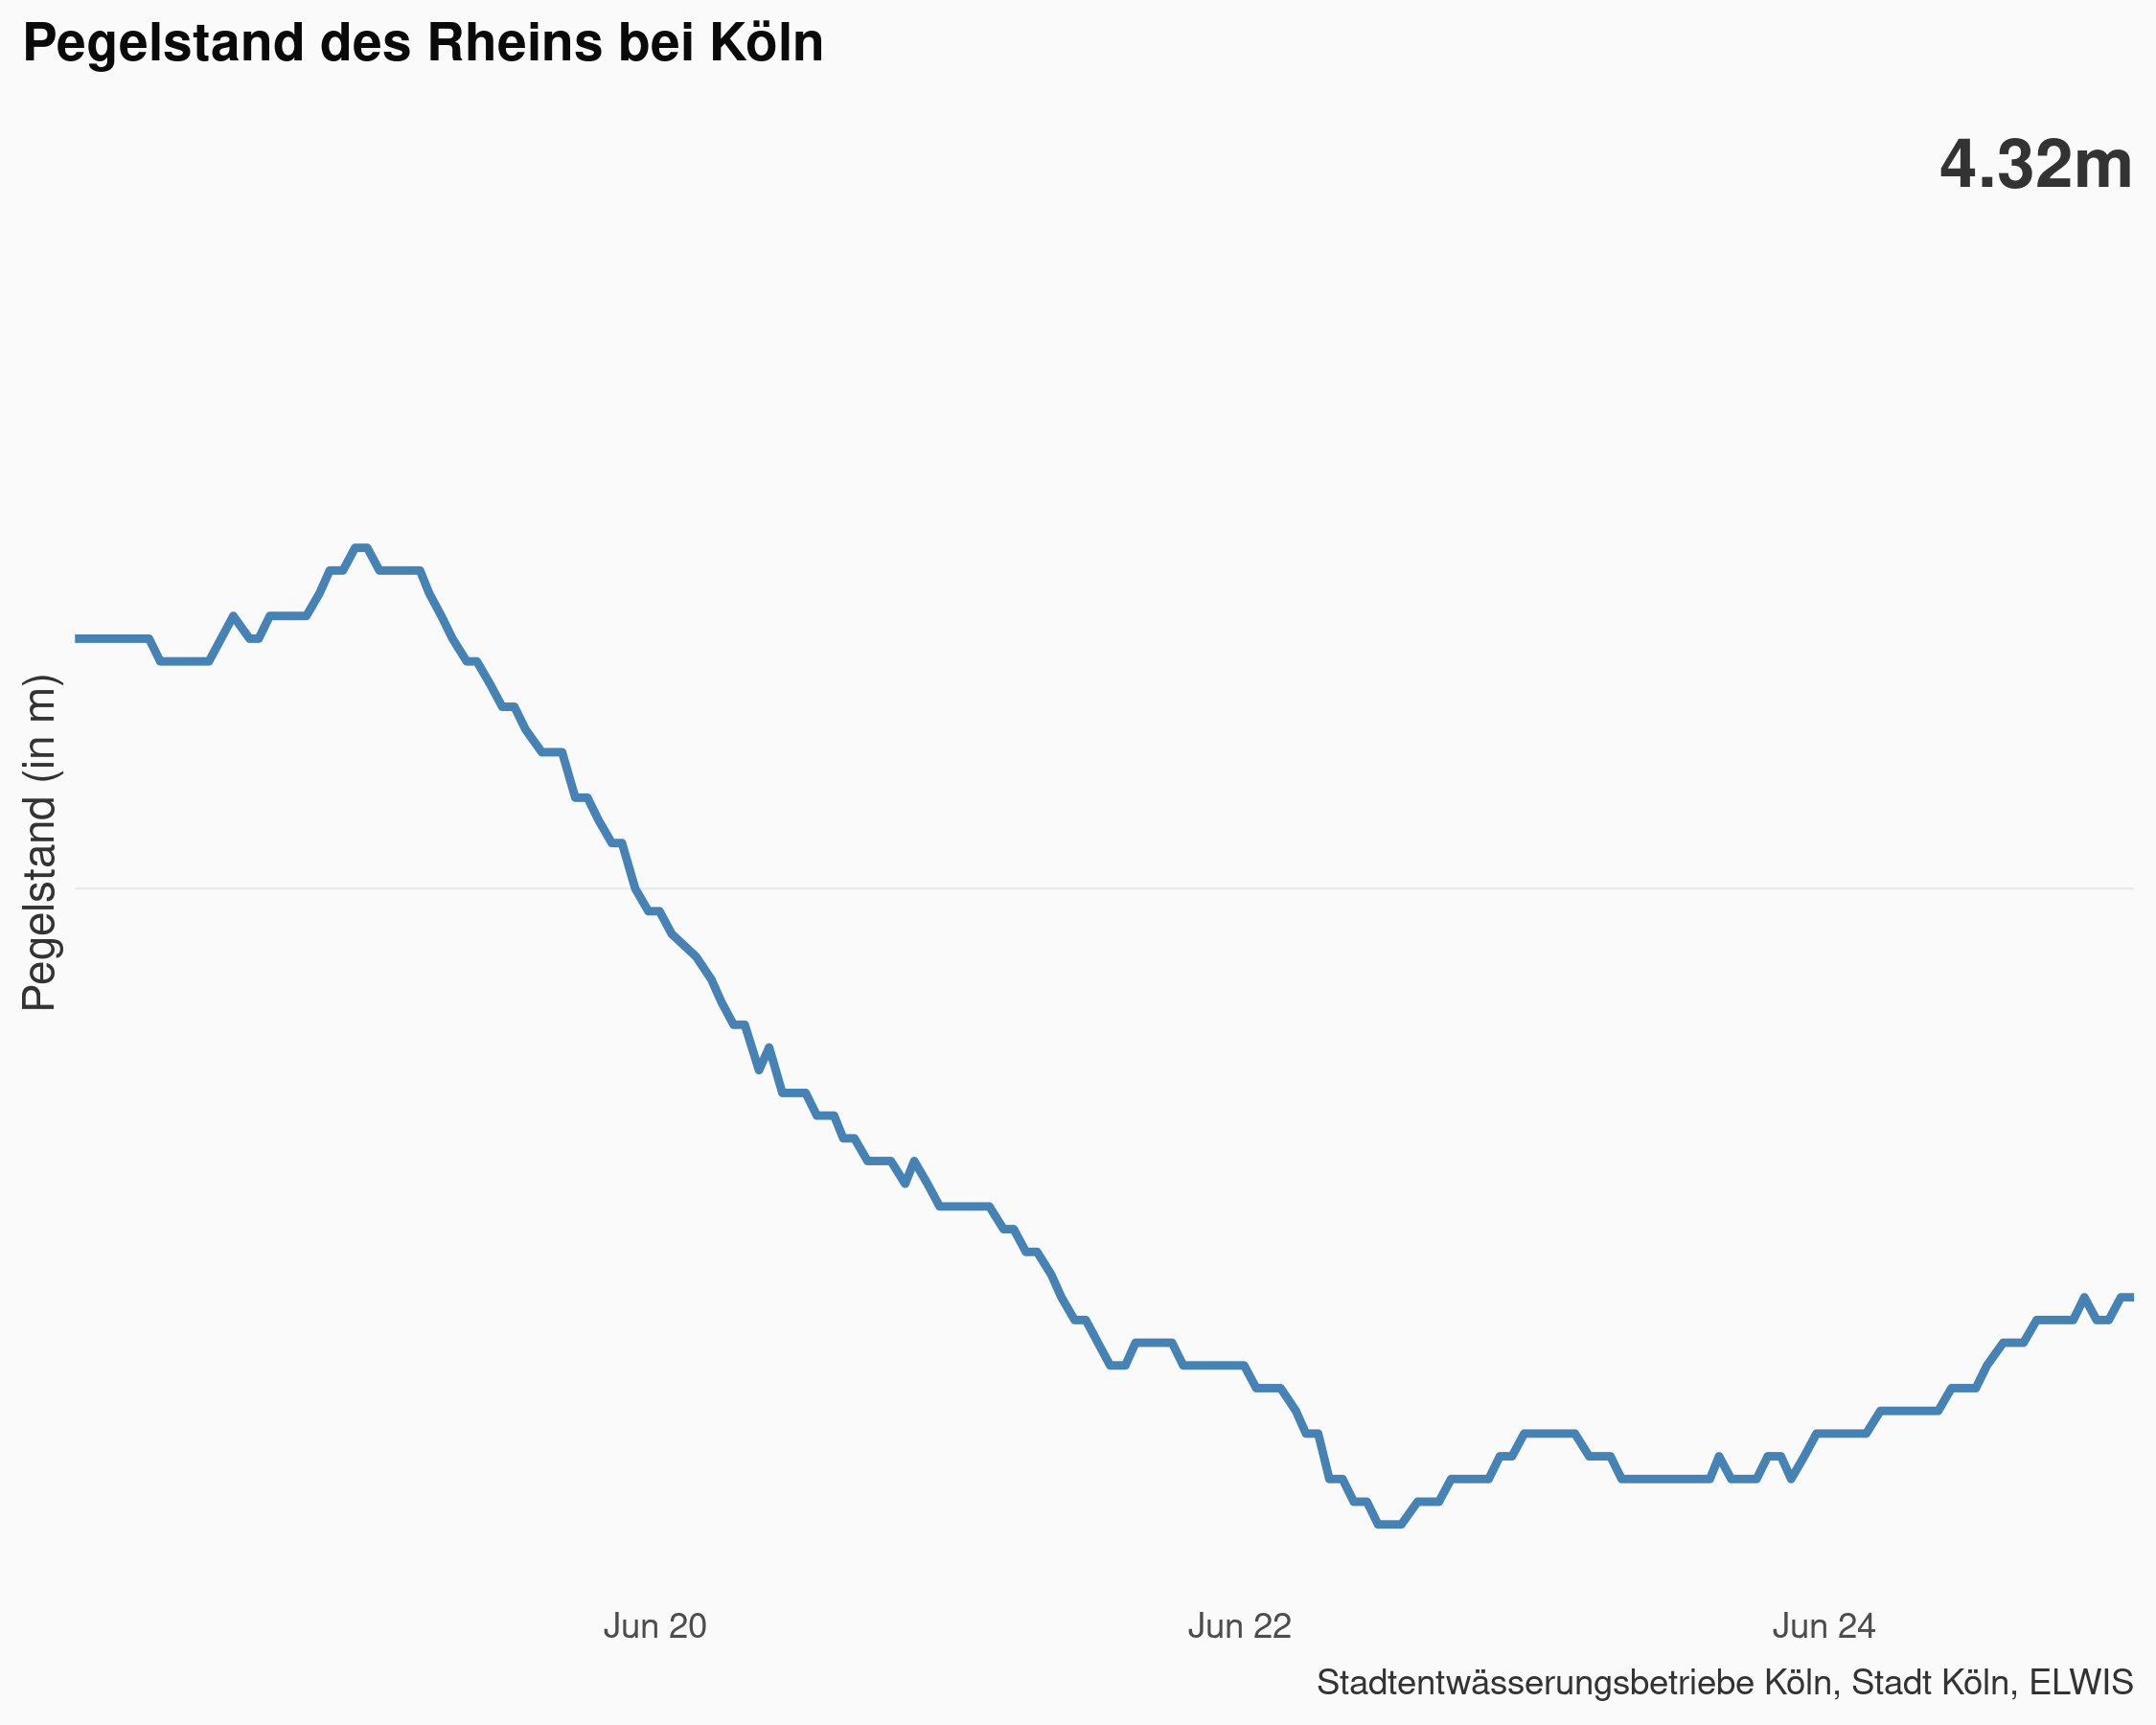 Pegelstand des Rheins bei Köln
4.32m
Pegelstand (in m)
Jun 20
Jun 22
Jun 24
Stadtentwässerungsbetriebe Köln, Stadt Köln, ELWIS